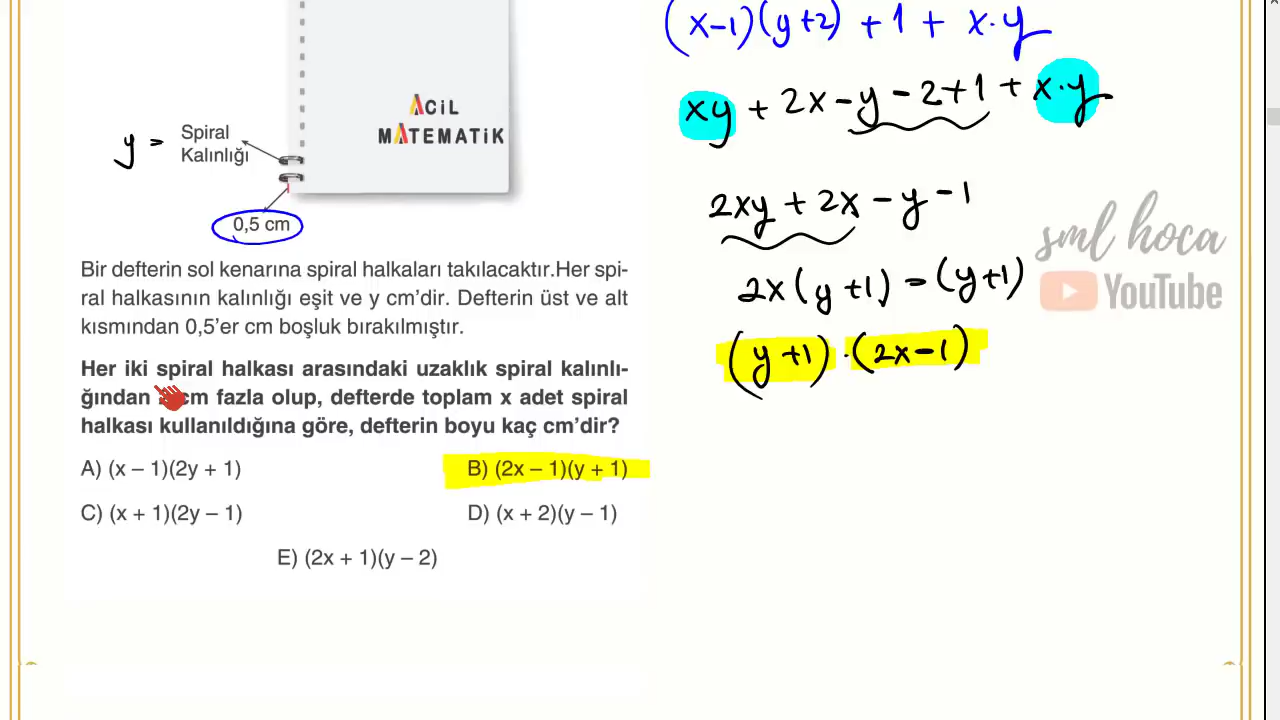 (x-1)(y+2) + 1 + x.y
ACİL
MATEMATİK
xy + 2x - y - 2 + 1 + x.y
y = Spiral
Kalınlığı
0,5 cm
2xy + 2x - y - 1
sml hoca
YouTube
2x(y+1) - (y+1)
(y+1).(2x-1)
Bir defterin sol kenarına spiral halkaları takılacaktır.Her spi-
ral halkasının kalınlığı eşit ve y cm'dir. Defterin üst ve alt
kısmından 0,5'er cm boşluk bırakılmıştır.
Her iki spiral halkası arasındaki uzaklık spiral kalınlı-
ğından cm fazla olup, defterde toplam x adet spiral
halkası kullanıldığına göre, defterin boyu kaç cm'dir?
A) (x – 1)(2y + 1)
B) (2x – 1)(y + 1)
C) (x + 1)(2y – 1)
D) (x + 2)(y – 1)
E) (2x + 1)(y – 2)